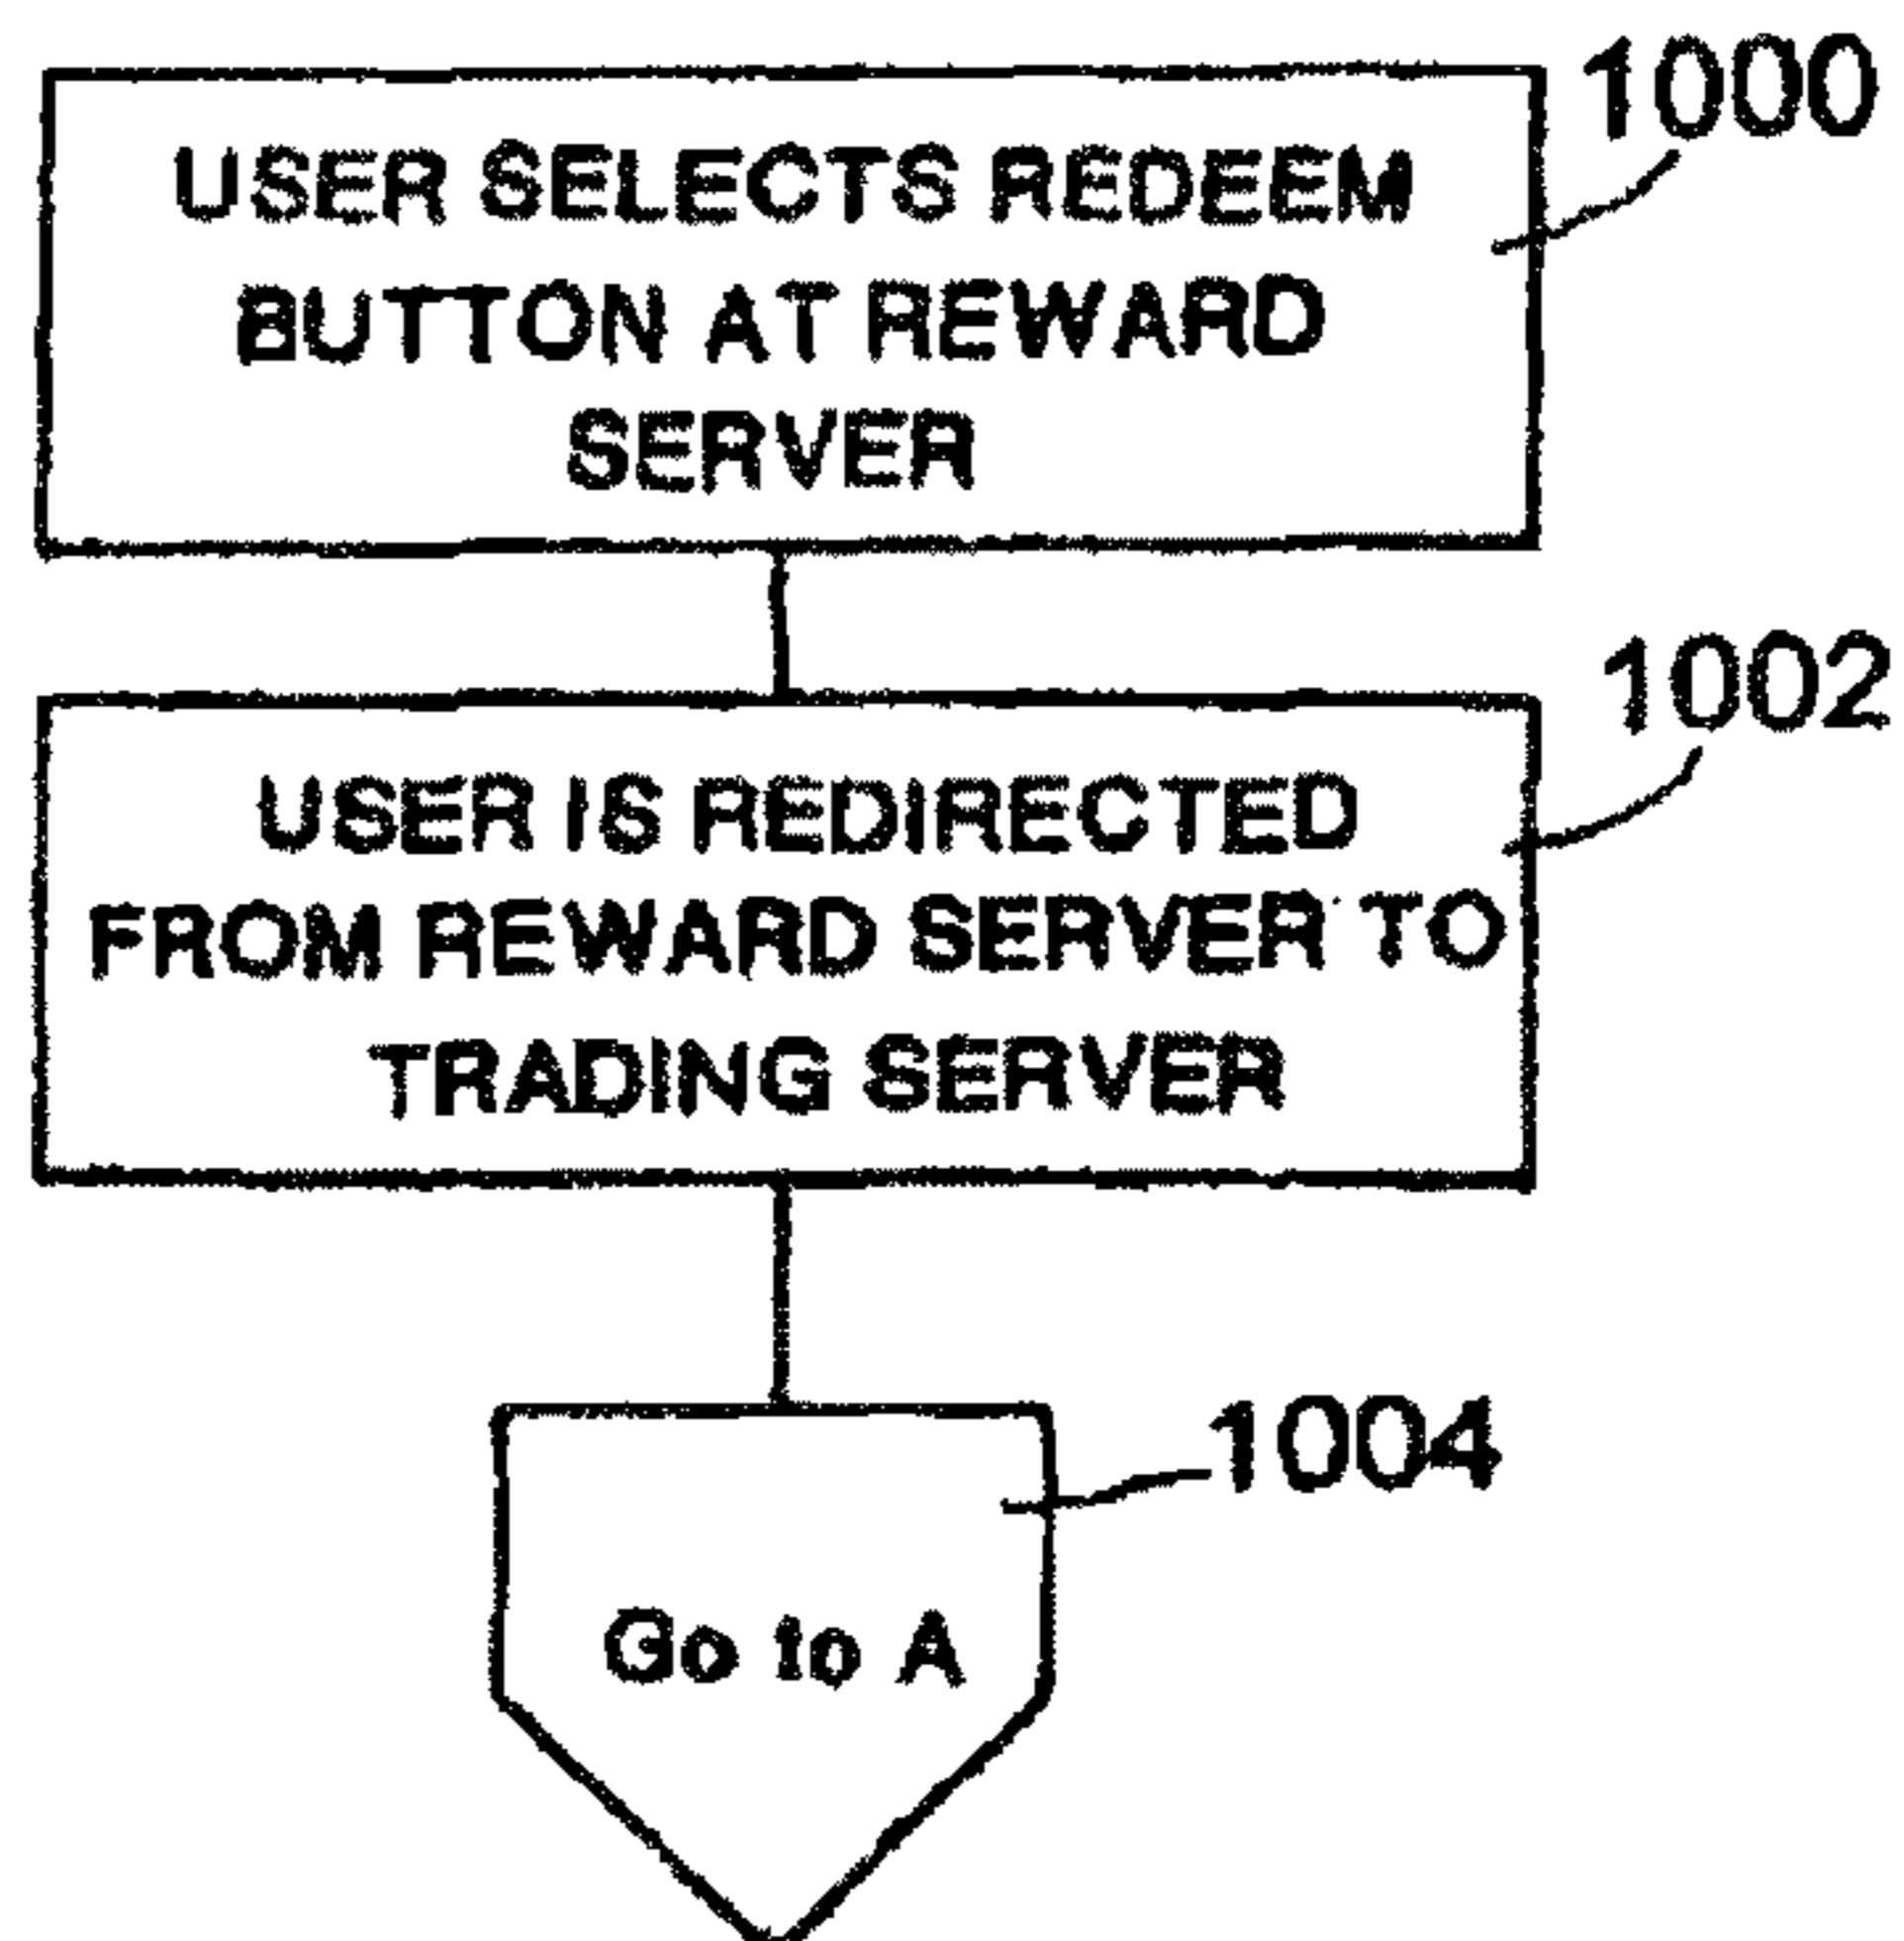 1000
USER SELECTS REDEEM
BUTTON AT REWARD
SERVER
1002
USER IS REDIRECTED
FROM REWARD SERVER TO
TRADING SERVER
1004
Go to A